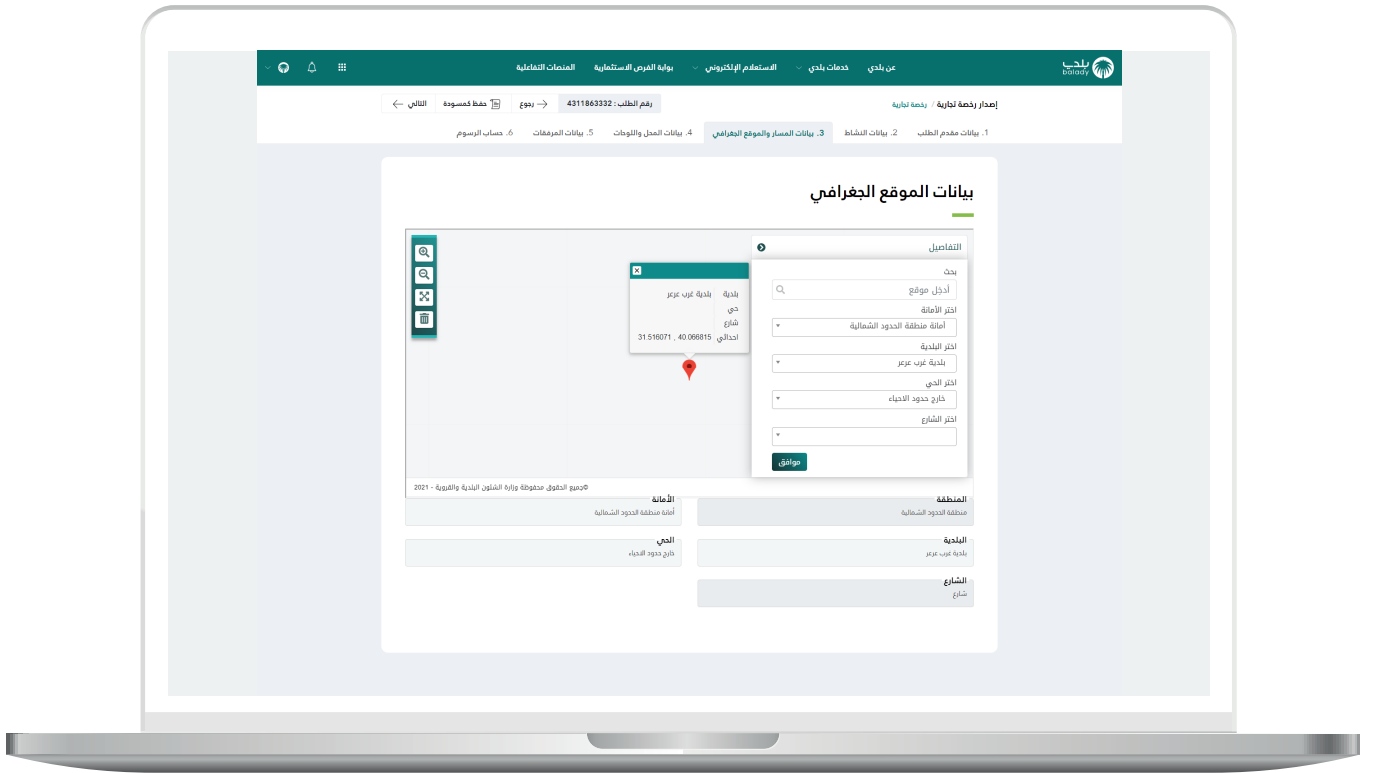 بلدي
balady
عن بلدي
خدمات بلدي
الاستعلام الإلكتروني
بوابة الفرص الاستثمارية
المنصات التفاعلية
إصدار رخصة تجارية / رخصة تجارية
رقم الطلب : 4311863332
رجوع
حفظ كمسودة
التالي
1. بيانات مقدم الطلب
2. بيانات النشاط
3. بيانات المسار والموقع الجغرافي
4. بيانات المحل واللوحات
5. بيانات المرفقات
6. حساب الرسوم
بيانات الموقع الجغرافي
التفاصيل
بحث
أدخِل موقع
اختر الأمانة
أمانة منطقة الحدود الشمالية
اختر البلدية
بلدية غرب عرعر
اختر الحي
خارج حدود الاحياء
اختر الشارع
موافق
بلدية بلدية غرب عرعر
حي
شارع
احداثي 31.516071 , 40.066815
©جميع الحقوق محفوظة وزارة الشئون البلدية والقروية - 2021
المنطقة
منطقة الحدود الشمالية
الأمانة
أمانة منطقة الحدود الشمالية
البلدية
بلدية غرب عرعر
الحي
خارج حدود الاحياء
الشارع
شارع